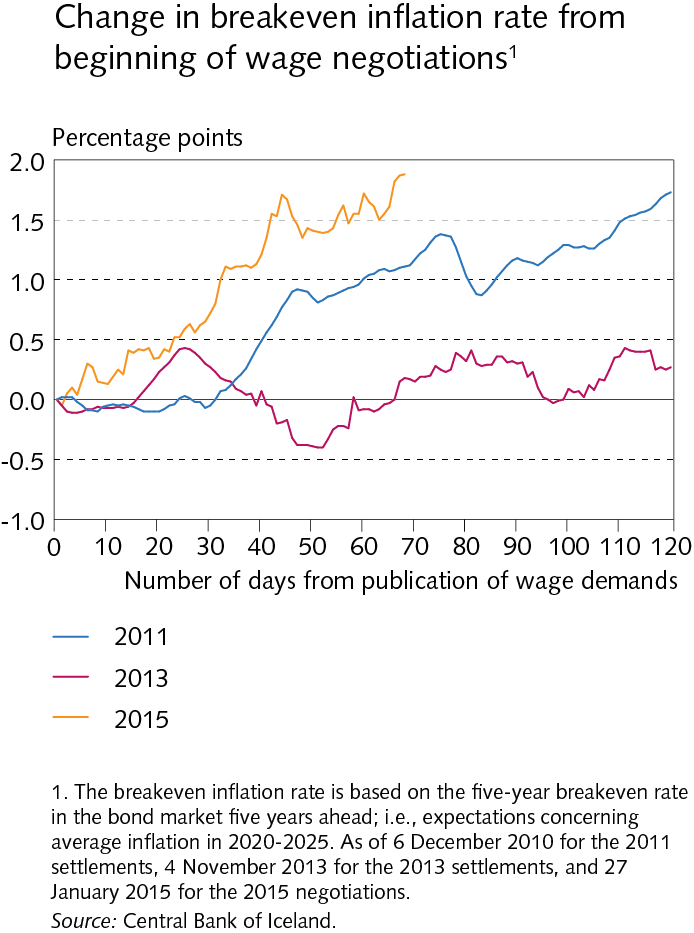 Change in breakeven inflation rate from
beginning of wage negotiations¹
Percentage points
2.0
1.5
1.0
0.5
0.0
-0.5
-1.0
0 10 20 30 40 50 60 70 80 90 100 110 120
Number of days from publication of wage demands
2011
2013
2015
1. The breakeven inflation rate is based on the five-year breakeven rate
in the bond market five years ahead; i.e., expectations concerning
average inflation in 2020-2025. As of 6 December 2010 for the 2011
settlements, 4 November 2013 for the 2013 settlements, and 27
January 2015 for the 2015 negotiations.
Source: Central Bank of Iceland.